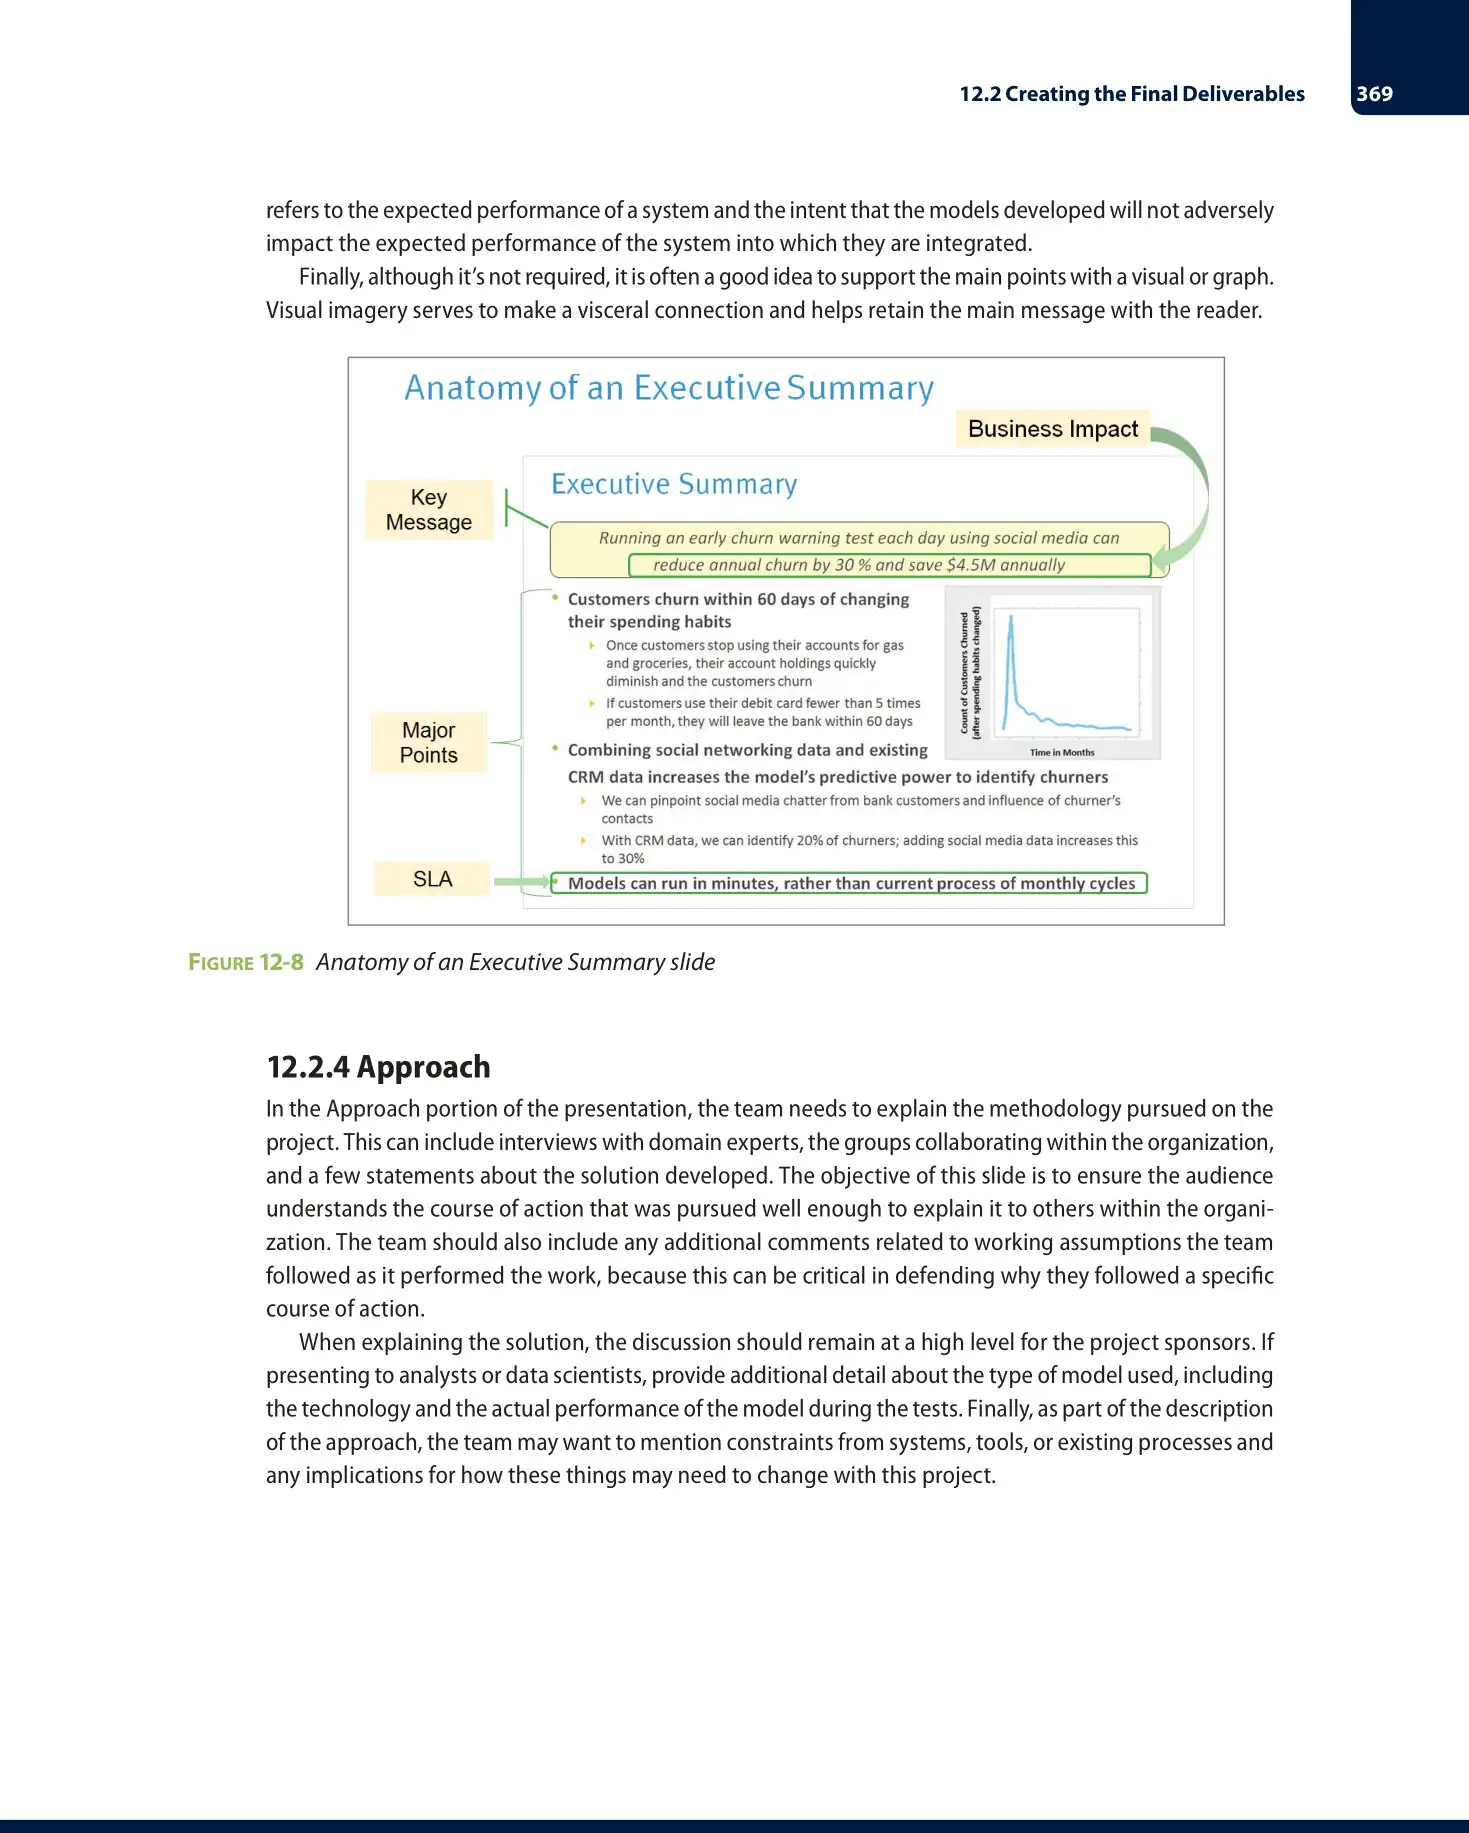 12.2 Creating the Final Deliverables 369
refers to the expected performance of a system and the intent that the models developed will not adversely
impact the expected performance of the system into which they are integrated.
Finally, although it’s not required, it is often a good idea to support the main points with a visual or graph.
Visual imagery serves to make a visceral connection and helps retain the main message with the reader.
Anatomy of an Executive Summary
Business Impact
Key
Message
Executive Summary
Running an early churn warning test each day using social media can
reduce annual churn by 30 % and save $4.5M annually
• Customers churn within 60 days of changing
their spending habits
Once customers stop using their accounts for gas
and groceries, their account holdings quickly
diminish and the customers churn
If customers use their debit card fewer than 5 times
per month, they will leave the bank within 60 days
Count of Customers Churned
(after spending habits changed)
Time in Months
Major
Points
• Combining social networking data and existing
CRM data increases the model’s predictive power to identify churners
We can pinpoint social media chatter from bank customers and influence of churner’s
contacts
With CRM data, we can identify 20% of churners; adding social media data increases this
to 30%
SLA
• Models can run in minutes, rather than current process of monthly cycles
FIGURE 12-8 Anatomy of an Executive Summary slide
12.2.4 Approach
In the Approach portion of the presentation, the team needs to explain the methodology pursued on the
project. This can include interviews with domain experts, the groups collaborating within the organization,
and a few statements about the solution developed. The objective of this slide is to ensure the audience
understands the course of action that was pursued well enough to explain it to others within the organi-
zation. The team should also include any additional comments related to working assumptions the team
followed as it performed the work, because this can be critical in defending why they followed a specific
course of action.
When explaining the solution, the discussion should remain at a high level for the project sponsors. If
presenting to analysts or data scientists, provide additional detail about the type of model used, including
the technology and the actual performance of the model during the tests. Finally, as part of the description
of the approach, the team may want to mention constraints from systems, tools, or existing processes and
any implications for how these things may need to change with this project.